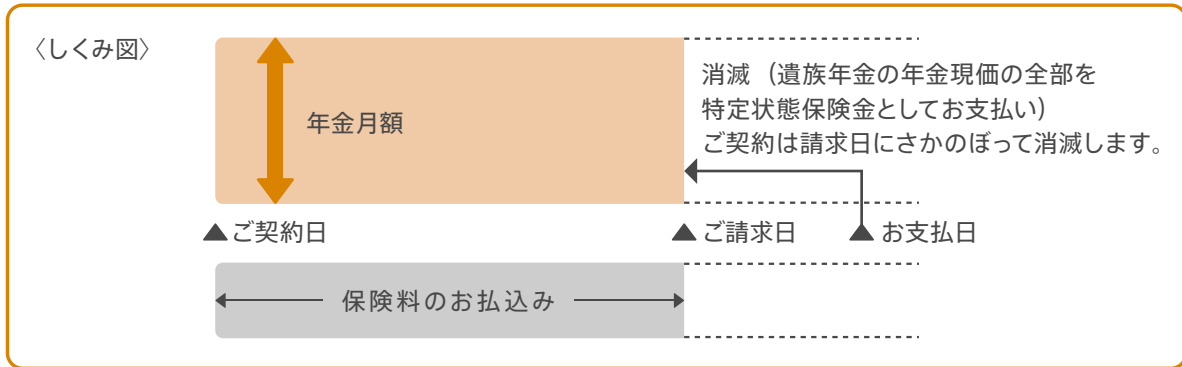 〈しくみ図〉
年金月額
消滅（遺族年金の年金現価の全部を
特定状態保険金としてお支払い）
ご契約は請求日にさかのぼって消滅します。
▲ご契約日
▲ご請求日
▲お支払日
保険料のお払込み